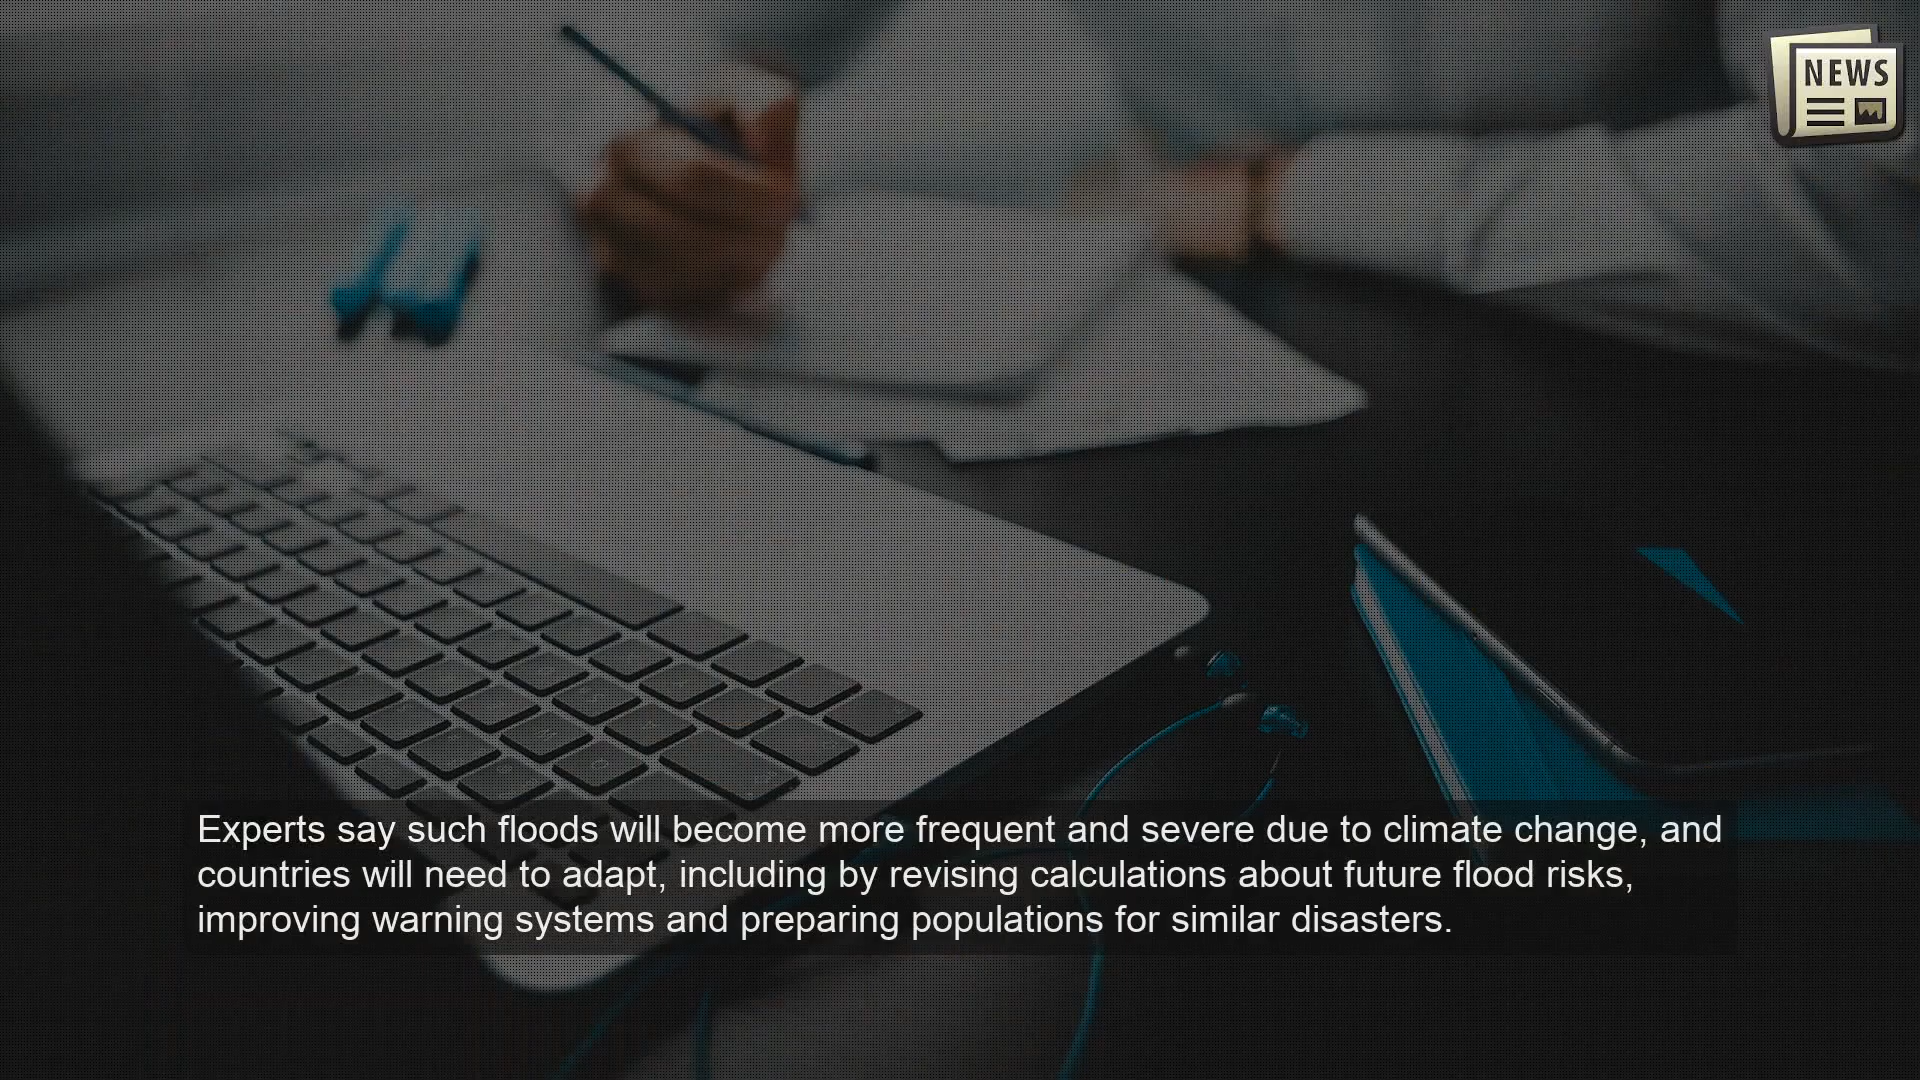 NEWS
Experts say such floods will become more frequent and severe due to climate change, and
countries will need to adapt, including by revising calculations about future flood risks,
improving warning systems and preparing populations for similar disasters.